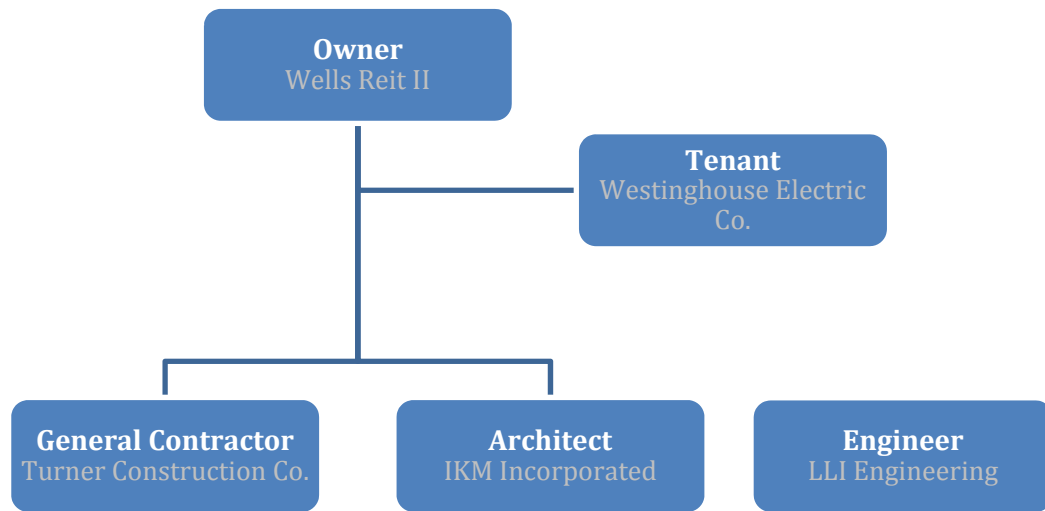 Owner
Wells Reit II
Tenant
Westinghouse Electric
Co.
General Contractor
Turner Construction Co.
Architect
IKM Incorporated
Engineer
LLI Engineering